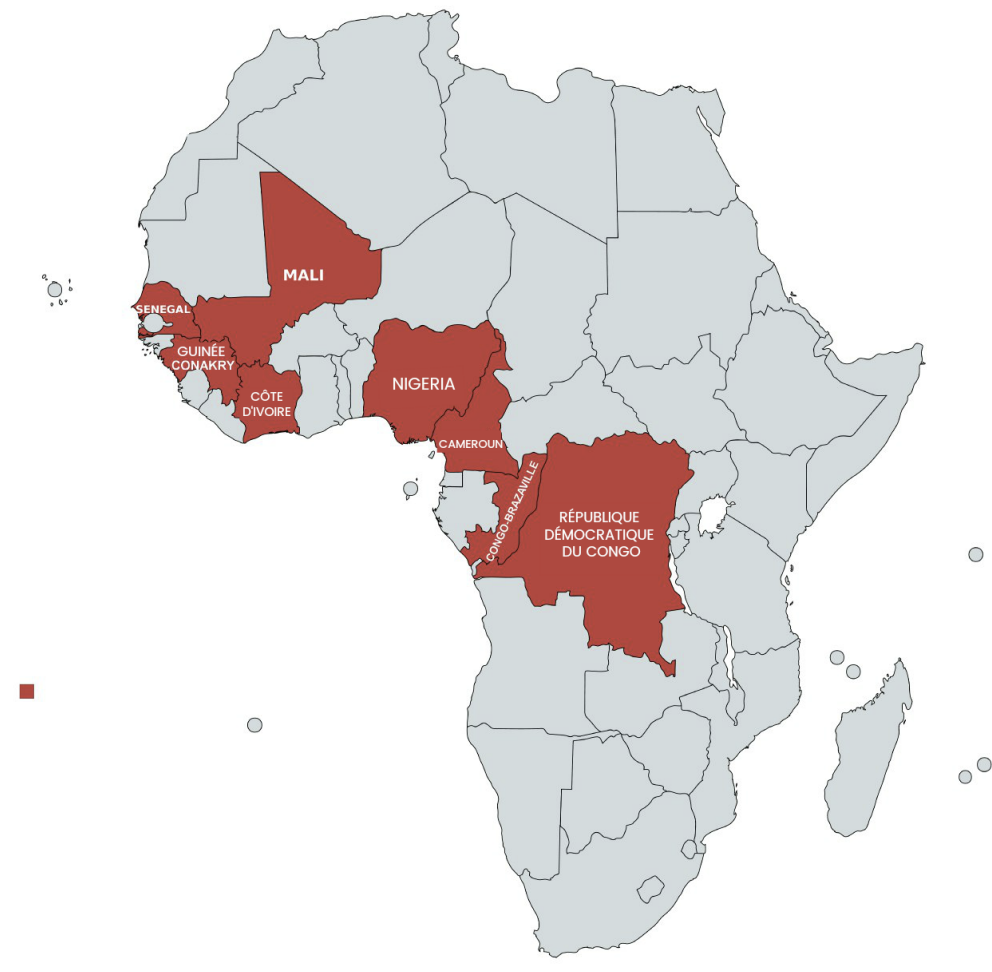 MALI
SENEGAL
GUINÉE
CONAKRY
CÔTE
D'IVOIRE
NIGERIA
CAMEROUN
CONGO-BRAZAVILLE
RÉPUBLIQUE
DÉMOCRATIQUE
DU CONGO